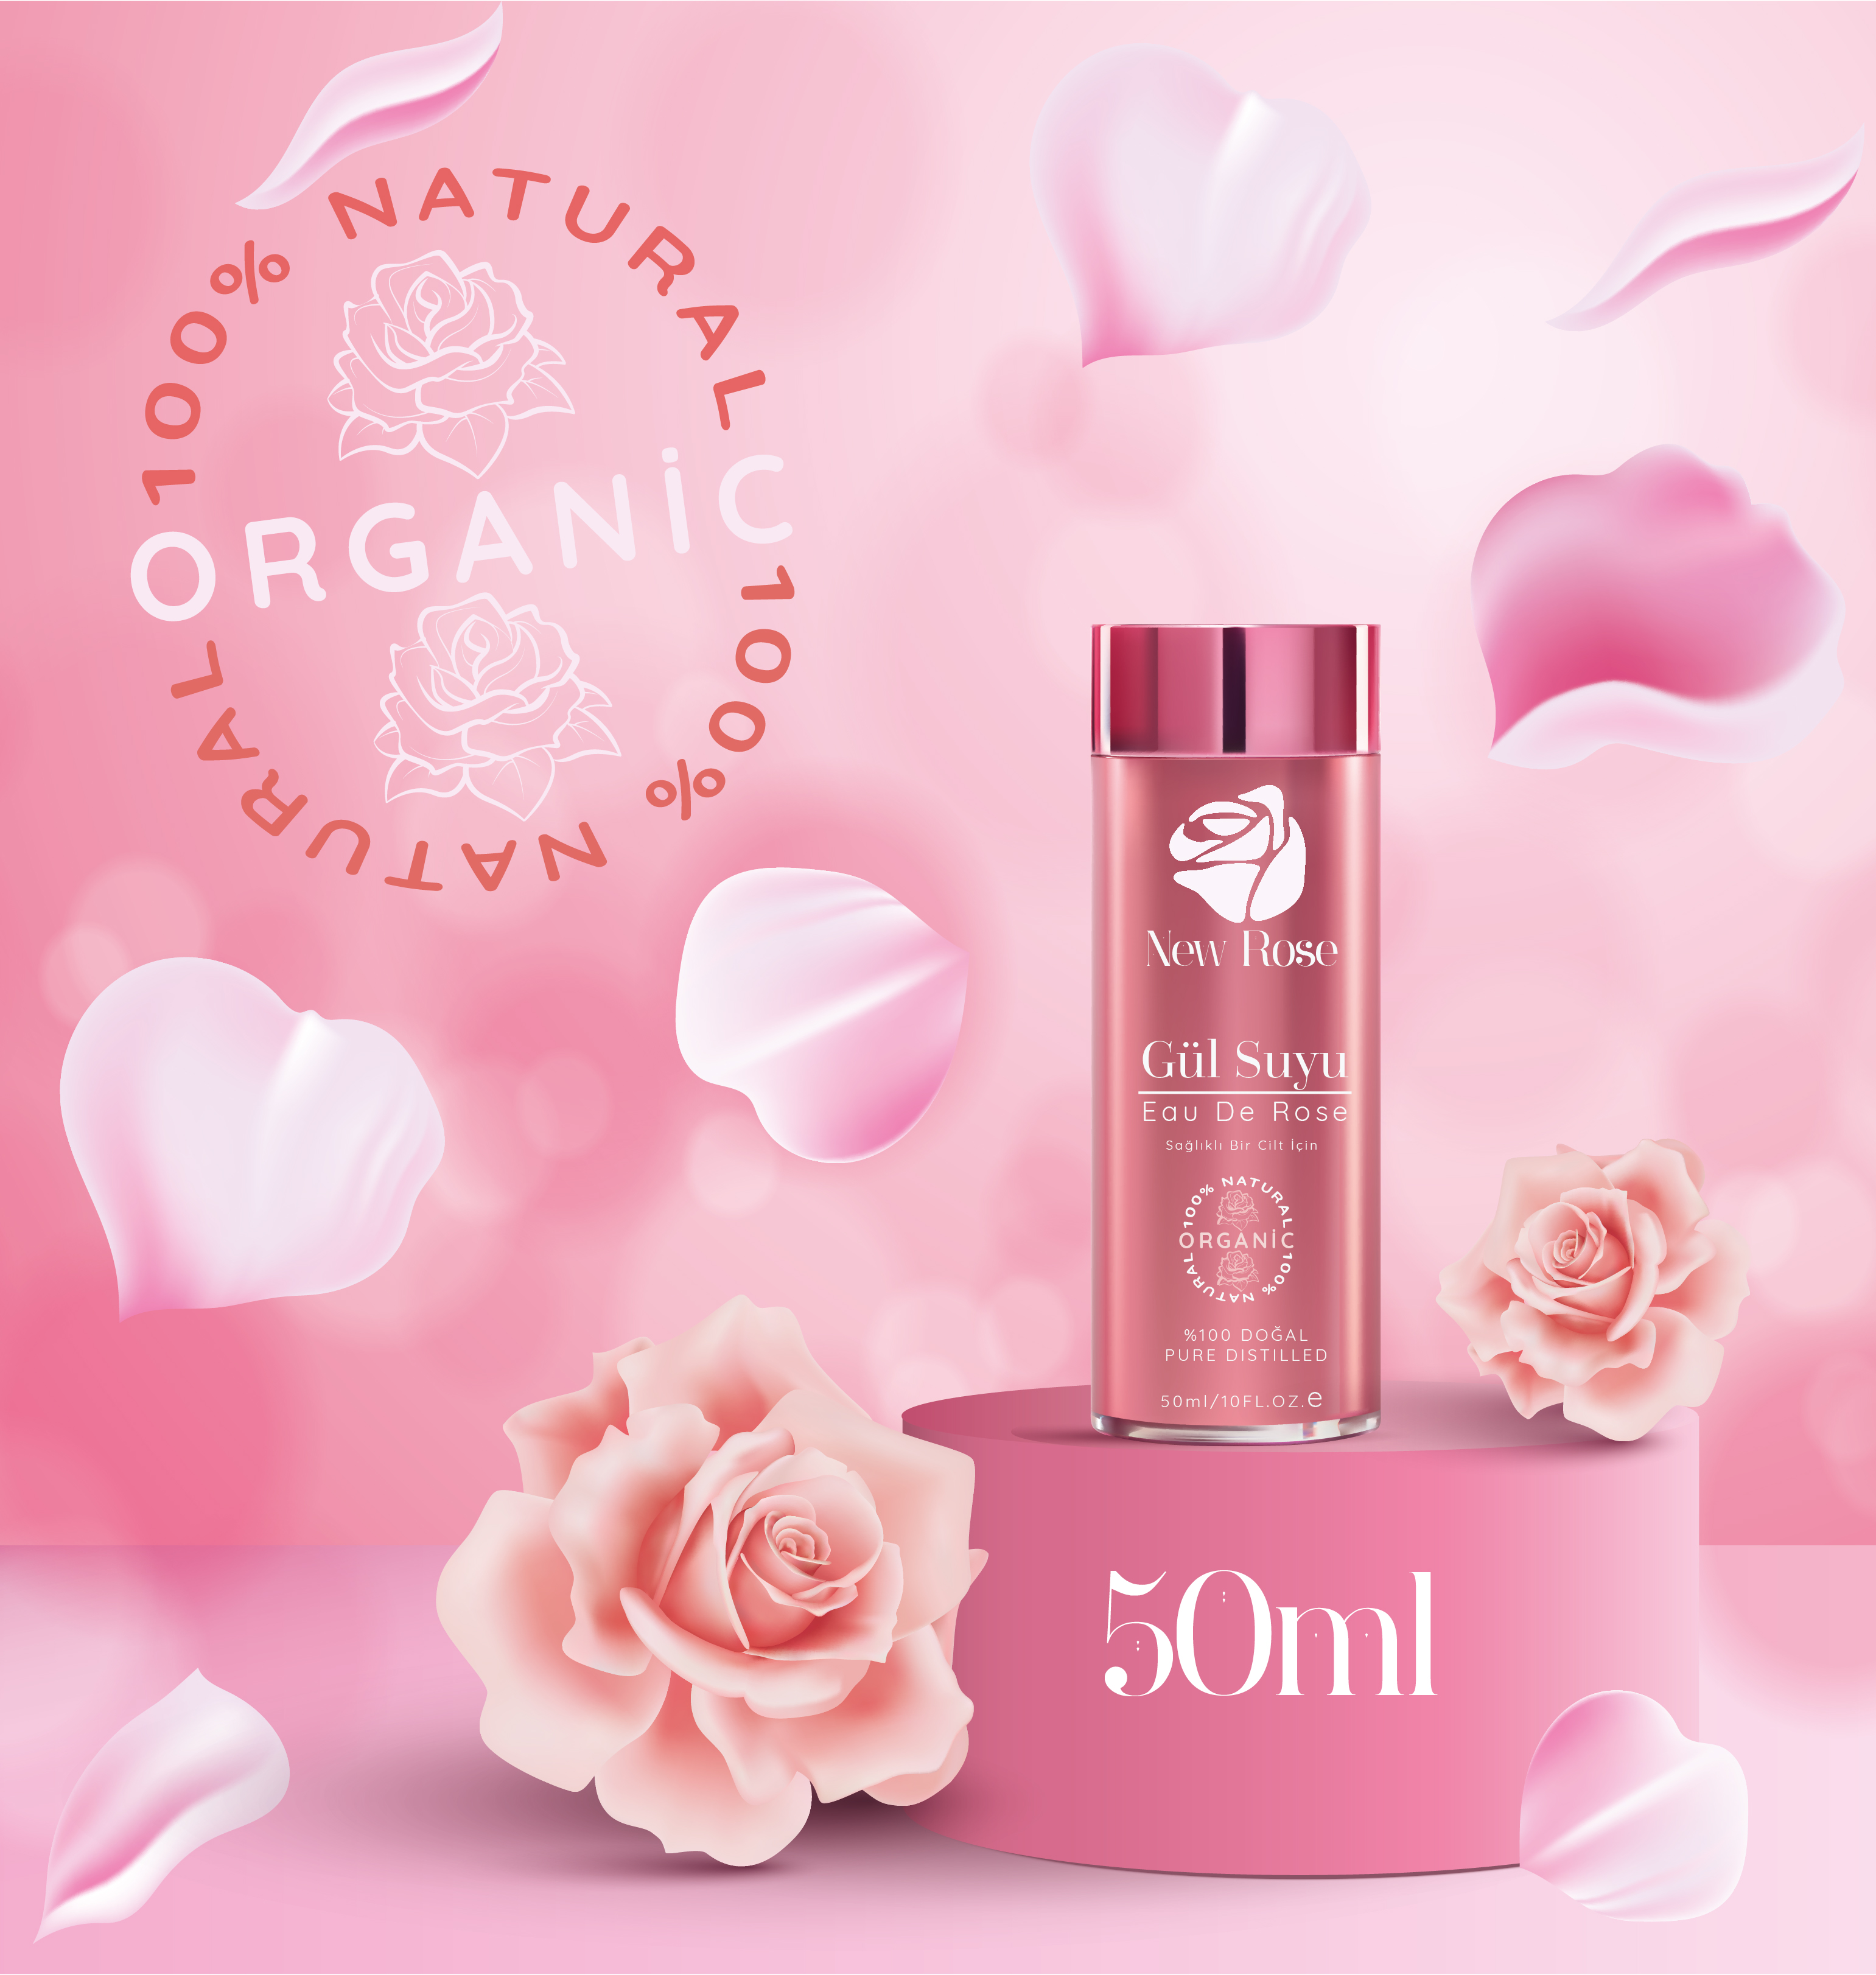 100% NATURAL
ORGANİC
100% NATURAL
New Rose
Gül Suyu
Eau De Rose
Sağlıklı Bir Cilt İçin
100% NATURAL
ORGANİC
100% NATURAL
%100 DOĞAL
PURE DISTILLED
50ml/10FL.OZ.e
50ml